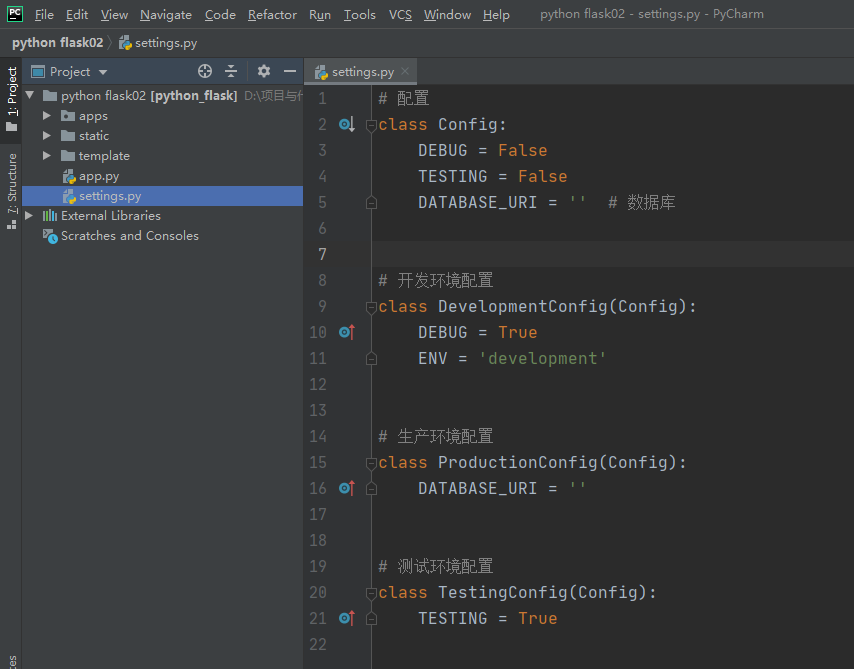 PC File Edit View Navigate Code Refactor Run Tools VCS Window Help python flask02 - settings.py - PyCharm
python flask02 settings.py
1: Project
7: Structure
Project
python flask02 [python_flask] D:\项目与
apps
static
template
app.py
settings.py
External Libraries
Scratches and Consoles
settings.py
1 # 配置
2 class Config:
3 DEBUG = False
4 TESTING = False
5 DATABASE_URI = '' # 数据库
6
7
8 # 开发环境配置
9 class DevelopmentConfig(Config):
10 DEBUG = True
11 ENV = 'development'
12
13
14 # 生产环境配置
15 class ProductionConfig(Config):
16 DATABASE_URI = ''
17
18
19 # 测试环境配置
20 class TestingConfig(Config):
21 TESTING = True
22